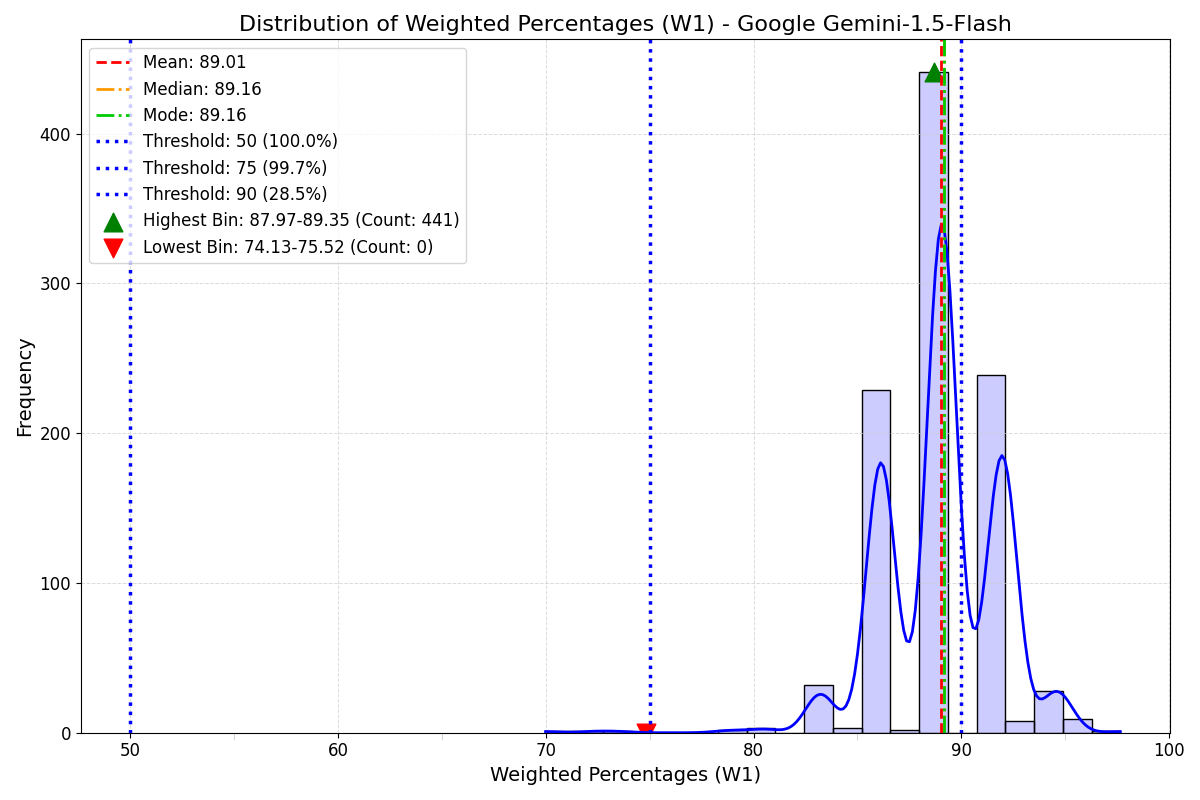 Distribution of Weighted Percentages (W1) - Google Gemini-1.5-Flash
Mean: 89.01
Median: 89.16
Mode: 89.16
Threshold: 50 (100.0%)
Threshold: 75 (99.7%)
Threshold: 90 (28.5%)
Highest Bin: 87.97-89.35 (Count: 441)
Lowest Bin: 74.13-75.52 (Count: 0)
Frequency
400
300
200
100
0
50 60 70 80 90 100
Weighted Percentages (W1)